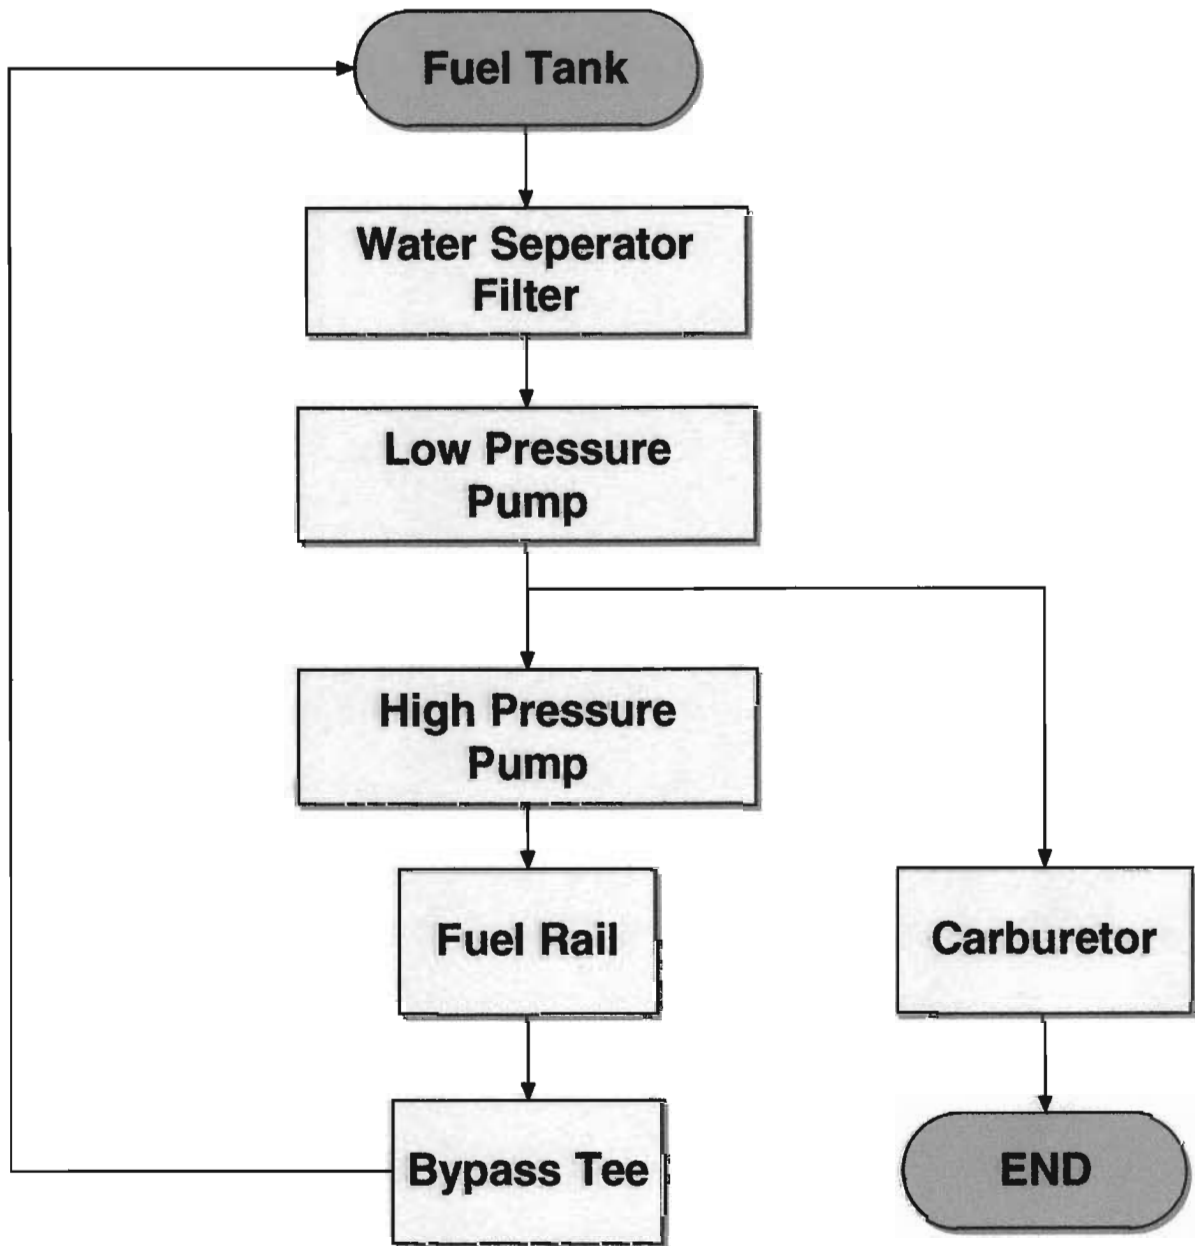 Fuel Tank
Water Seperator
Filter
Low Pressure
Pump
High Pressure
Pump
Fuel Rail
Carburetor
Bypass Tee
END